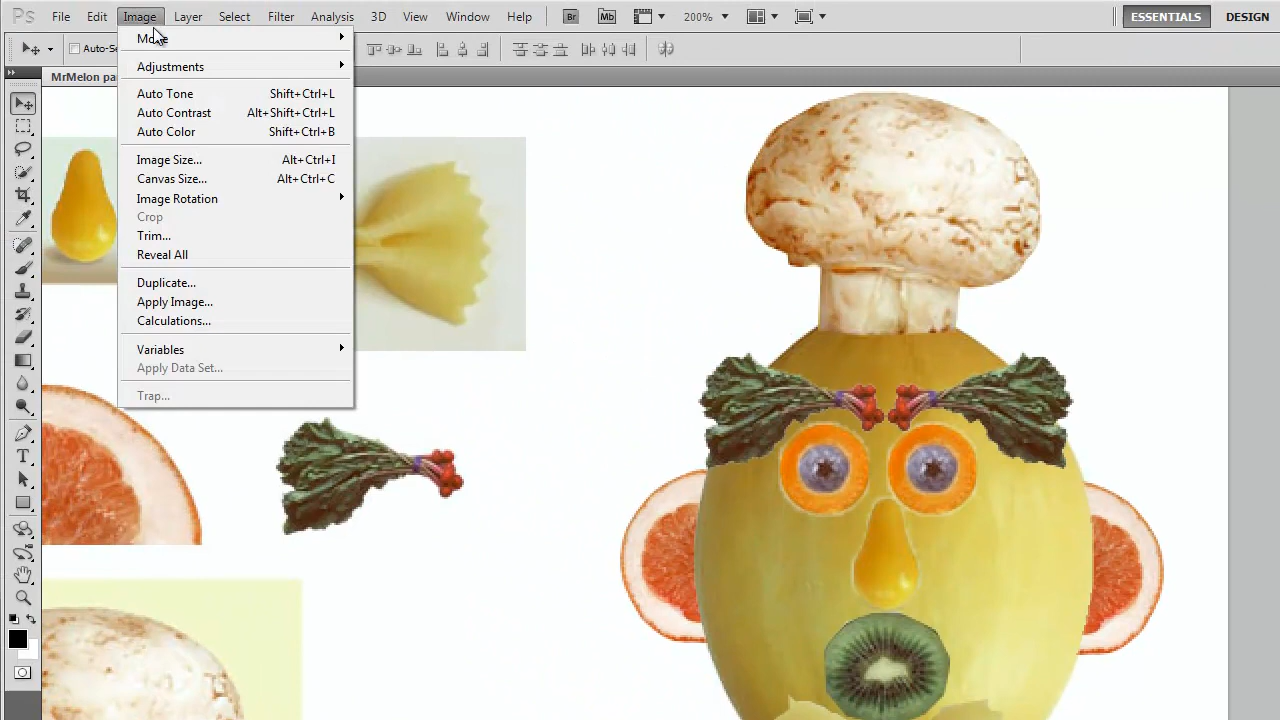 Ps File Edit Image Layer Select Filter Analysis 3D View Window Help Br Mb 200% ESSENTIALS DESIGN
Auto-Se
MrMelon pa
Adjustments
Auto Tone Shift+Ctrl+L
Auto Contrast Alt+Shift+Ctrl+L
Auto Color Shift+Ctrl+B
Image Size... Alt+Ctrl+I
Canvas Size... Alt+Ctrl+C
Image Rotation
Crop
Trim...
Reveal All
Duplicate...
Apply Image...
Calculations...
Variables
Apply Data Set...
Trap...